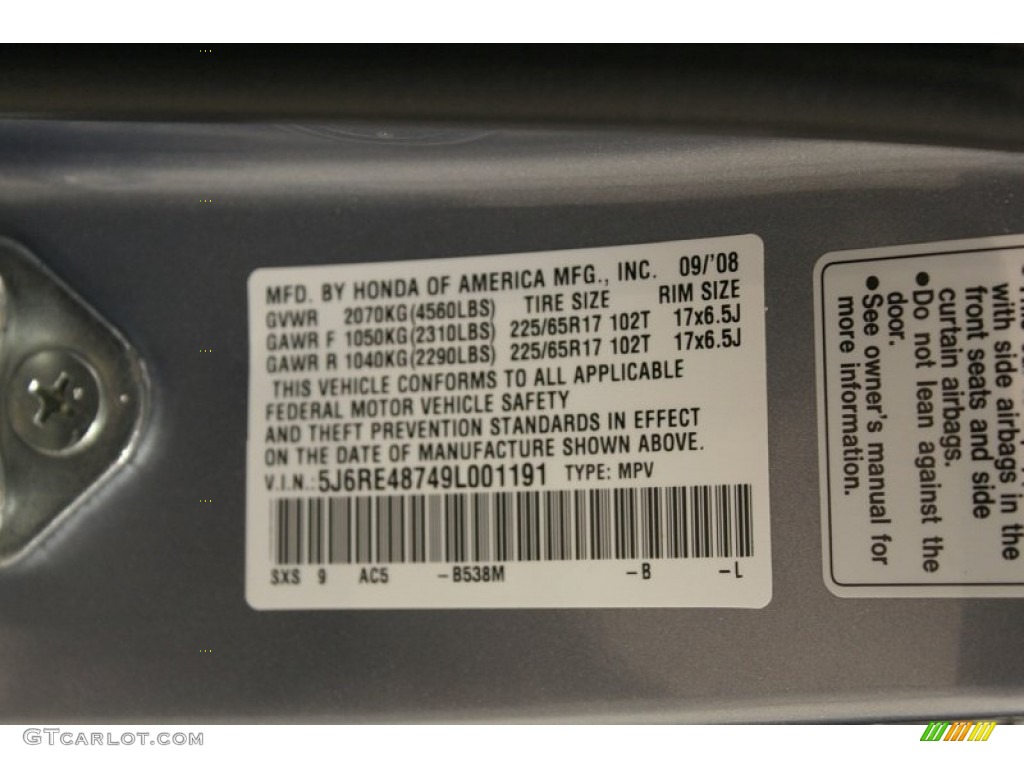 MFD. BY HONDA OF AMERICA MFG., INC. 09/'08
GVWR 2070KG(4560LBS) TIRE SIZE RIM SIZE
GAWR F 1050KG(2310LBS) 225/65R17 102T 17x6.5J
GAWR R 1040KG(2290LBS) 225/65R17 102T 17x6.5J
THIS VEHICLE CONFORMS TO ALL APPLICABLE
FEDERAL MOTOR VEHICLE SAFETY
AND THEFT PREVENTION STANDARDS IN EFFECT
ON THE DATE OF MANUFACTURE SHOWN ABOVE.
V.I.N.: 5J6RE48749L001191 TYPE: MPV
SXS 9 AC5 -B538M -B -L
with side airbags in the
front seats and side
curtain airbags.
●Do not lean against the
door.
●See owner's manual for
more information.
GTCarLot.com